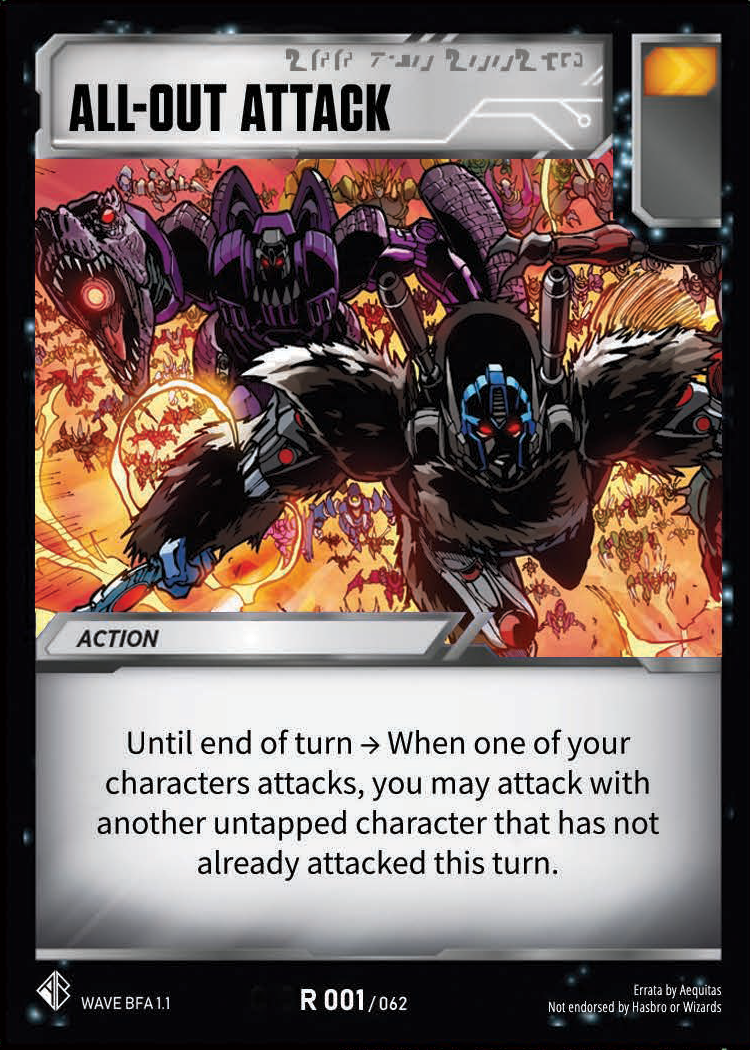 ALL-OUT ATTACK
ACTION
Until end of turn → When one of your
characters attacks, you may attack with
another untapped character that has not
already attacked this turn.
WAVE BFA 1.1
R 001/062
Errata by Aequitas
Not endorsed by Hasbro or Wizards